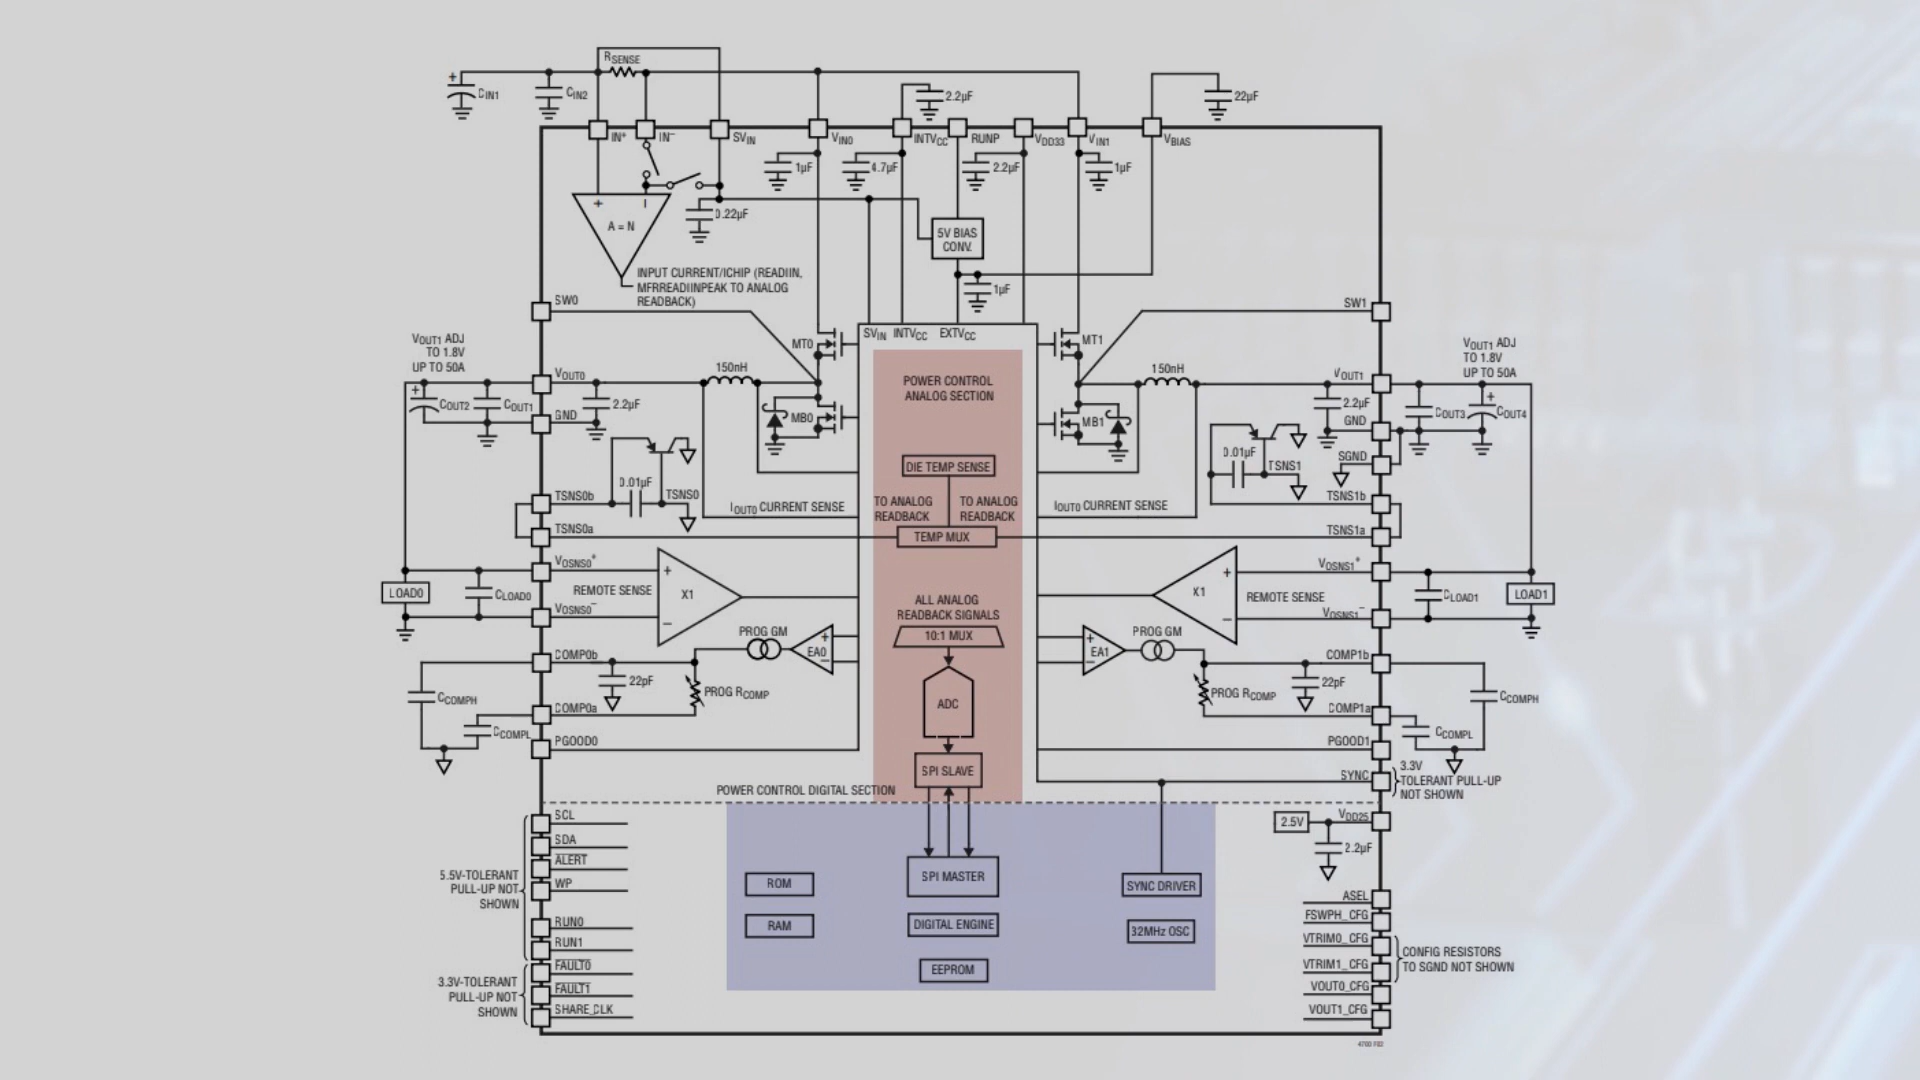 RSENSE
+
CIN1
CIN2
2.2µF
22µF
IN+
IN−
SVIN
VIN0
INTVCC
RUNP
VDD33
VIN1
VBIAS
1µF
4.7µF
2.2µF
1µF
+
−
A = N
0.22µF
5V BIAS
CONV.
INPUT CURRENT/ICHIP (READIIN,
MFRREADIINPEAK TO ANALOG
READBACK)
1µF
SW0
SW1
SVIN INTVCC EXTVCC
MT0
MT1
VOUT1 ADJ
TO 1.8V
UP TO 50A
VOUT1 ADJ
TO 1.8V
UP TO 50A
VOUT0
150nH
POWER CONTROL
ANALOG SECTION
150nH
VOUT1
+
COUT2
COUT1
2.2µF
GND
MB0
MB1
2.2µF
GND
COUT3
+
COUT4
SGND
DIE TEMP SENSE
0.01µF
TSNS0
0.01µF
TSNS1
TSNS0b
TSNS1b
IOUT0 CURRENT SENSE
TO ANALOG
READBACK
TO ANALOG
READBACK
IOUT0 CURRENT SENSE
TSNS0a
TEMP MUX
TSNS1a
VOSNS0+
+
+
VOSNS1+
LOAD0
CLOAD0
REMOTE SENSE
X1
X1
REMOTE SENSE
CLOAD1
LOAD1
VOSNS0−
−
−
VOSNS1−
ALL ANALOG
READBACK SIGNALS
10:1 MUX
PROG GM
+
EA0
−
+
EA1
−
PROG GM
COMP0b
COMP1b
22pF
PROG RCOMP
ADC
PROG RCOMP
22pF
CCOMPH
CCOMPH
COMP0a
COMP1a
CCOMPL
CCOMPL
PGOOD0
PGOOD1
SPI SLAVE
SYNC
3.3V
TOLERANT PULL-UP
NOT SHOWN
POWER CONTROL DIGITAL SECTION
SCL
SDA
ALERT
WP
RUN0
RUN1
5.5V-TOLERANT
PULL-UP NOT
SHOWN
FAULT0
FAULT1
SHARE_CLK
3.3V-TOLERANT
PULL-UP NOT
SHOWN
ROM
RAM
SPI MASTER
DIGITAL ENGINE
EEPROM
SYNC DRIVER
32MHz OSC
2.5V
VDD25
2.2µF
ASEL
FSWPH_CFG
VTRIM0_CFG
VTRIM1_CFG
VOUT0_CFG
VOUT1_CFG
CONFIG RESISTORS
TO SGND NOT SHOWN
4700 F02